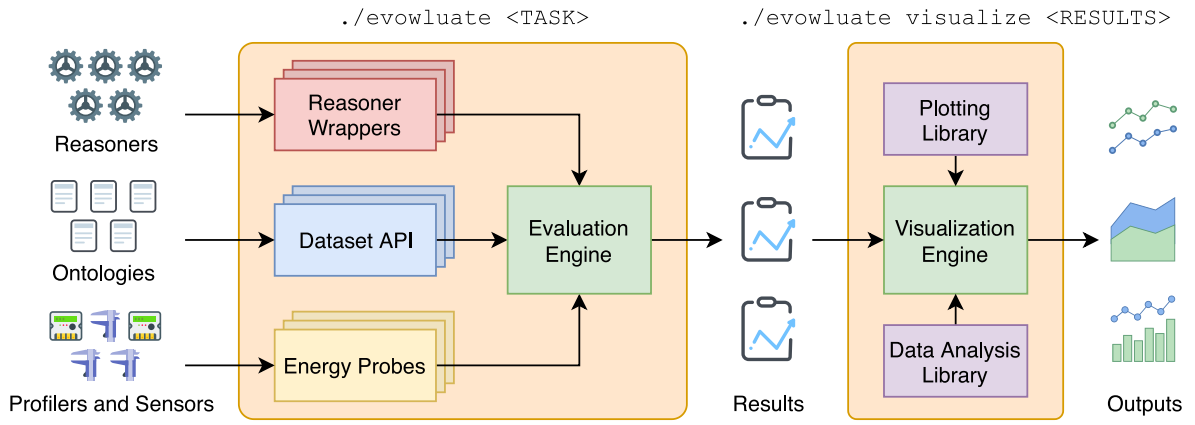 ./evowluate <TASK>
./evowluate visualize <RESULTS>
Reasoners
Reasoner
Wrappers
Ontologies
Dataset API
Evaluation
Engine
Profilers and Sensors
Energy Probes
Results
Plotting
Library
Visualization
Engine
Data Analysis
Library
Outputs